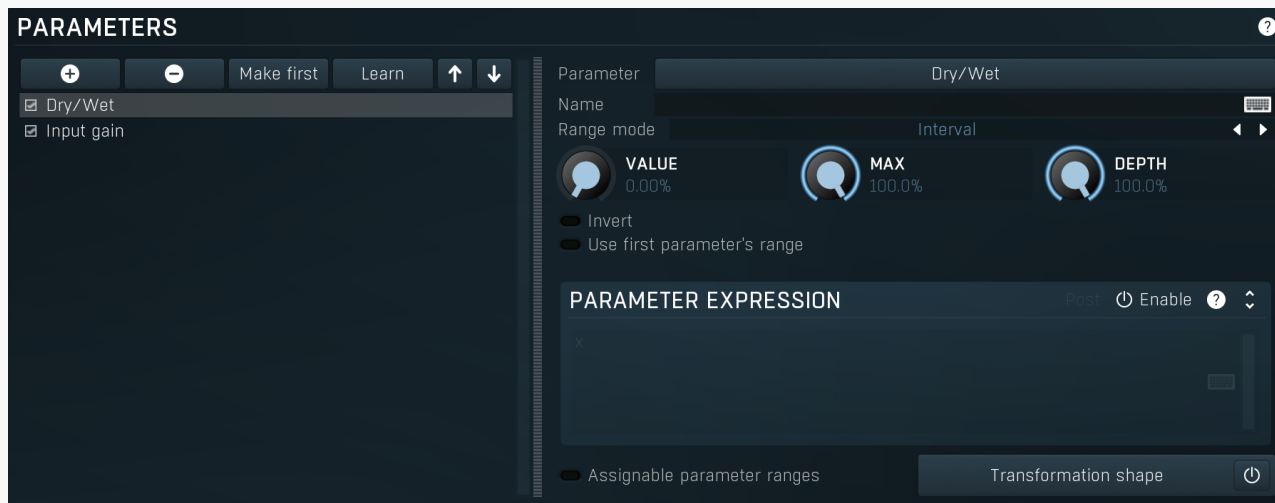 PARAMETERS
?
Make first
Learn
Dry/Wet
Input gain
Parameter
Dry/Wet
Name
Range mode
Interval
VALUE
0.00%
MAX
100.0%
DEPTH
100.0%
Invert
Use first parameter's range
PARAMETER EXPRESSION
Post
Enable
?
x
Assignable parameter ranges
Transformation shape